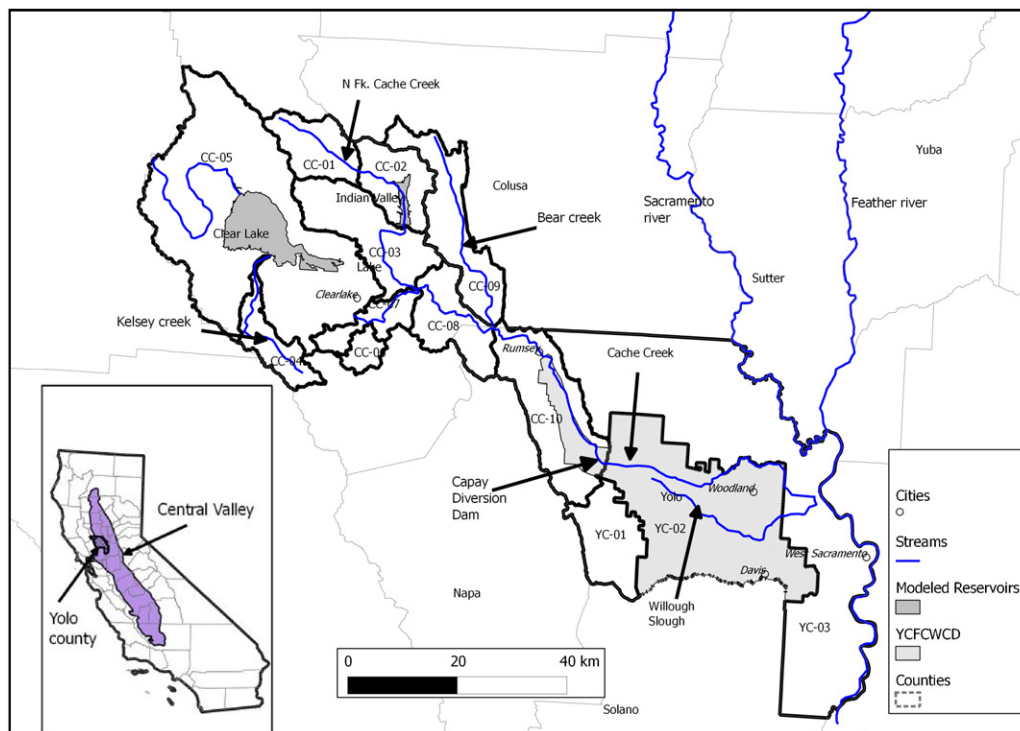 N Fk. Cache Creek
CC-05
CC-01
CC-02
Yuba
Colusa
Indian Valley
Sacramento
river
Feather river
Bear creek
Clear Lake
CC-03
Lake
Sutter
Clearlake
CC-09
CC-07
Kelsey creek
CC-08
Rumsey
Cache Creek
CC-04
CC-10
Capay
Diversion
Dam
Woodland
Yolo
YC-01
YC-02
West Sacramento
Davis
Napa
Willough
Slough
YC-03
Central Valley
Yolo
county
0
20
40 km
Solano
Cities
Streams
Modeled Reservoirs
YCFCWCD
Counties